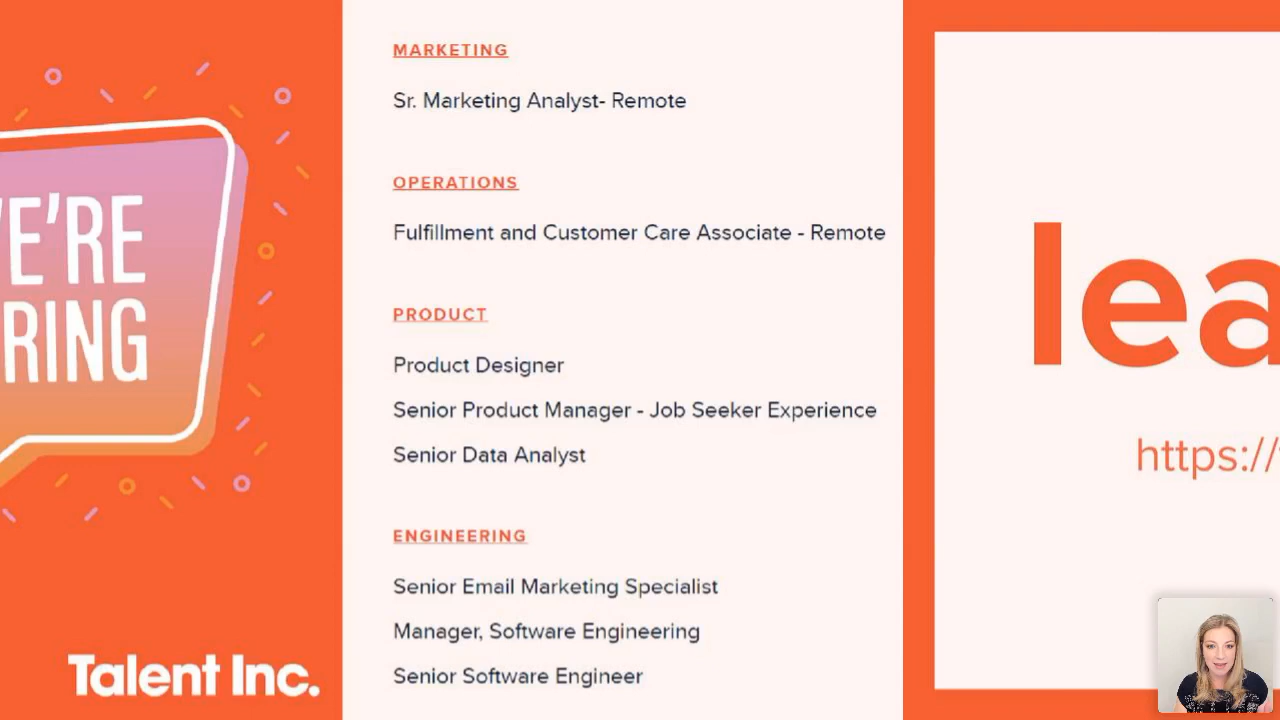 E'RE
RING
Talent Inc.
MARKETING
Sr. Marketing Analyst- Remote
OPERATIONS
Fulfillment and Customer Care Associate - Remote
PRODUCT
Product Designer
Senior Product Manager - Job Seeker Experience
Senior Data Analyst
ENGINEERING
Senior Email Marketing Specialist
Manager, Software Engineering
Senior Software Engineer
lea
https://